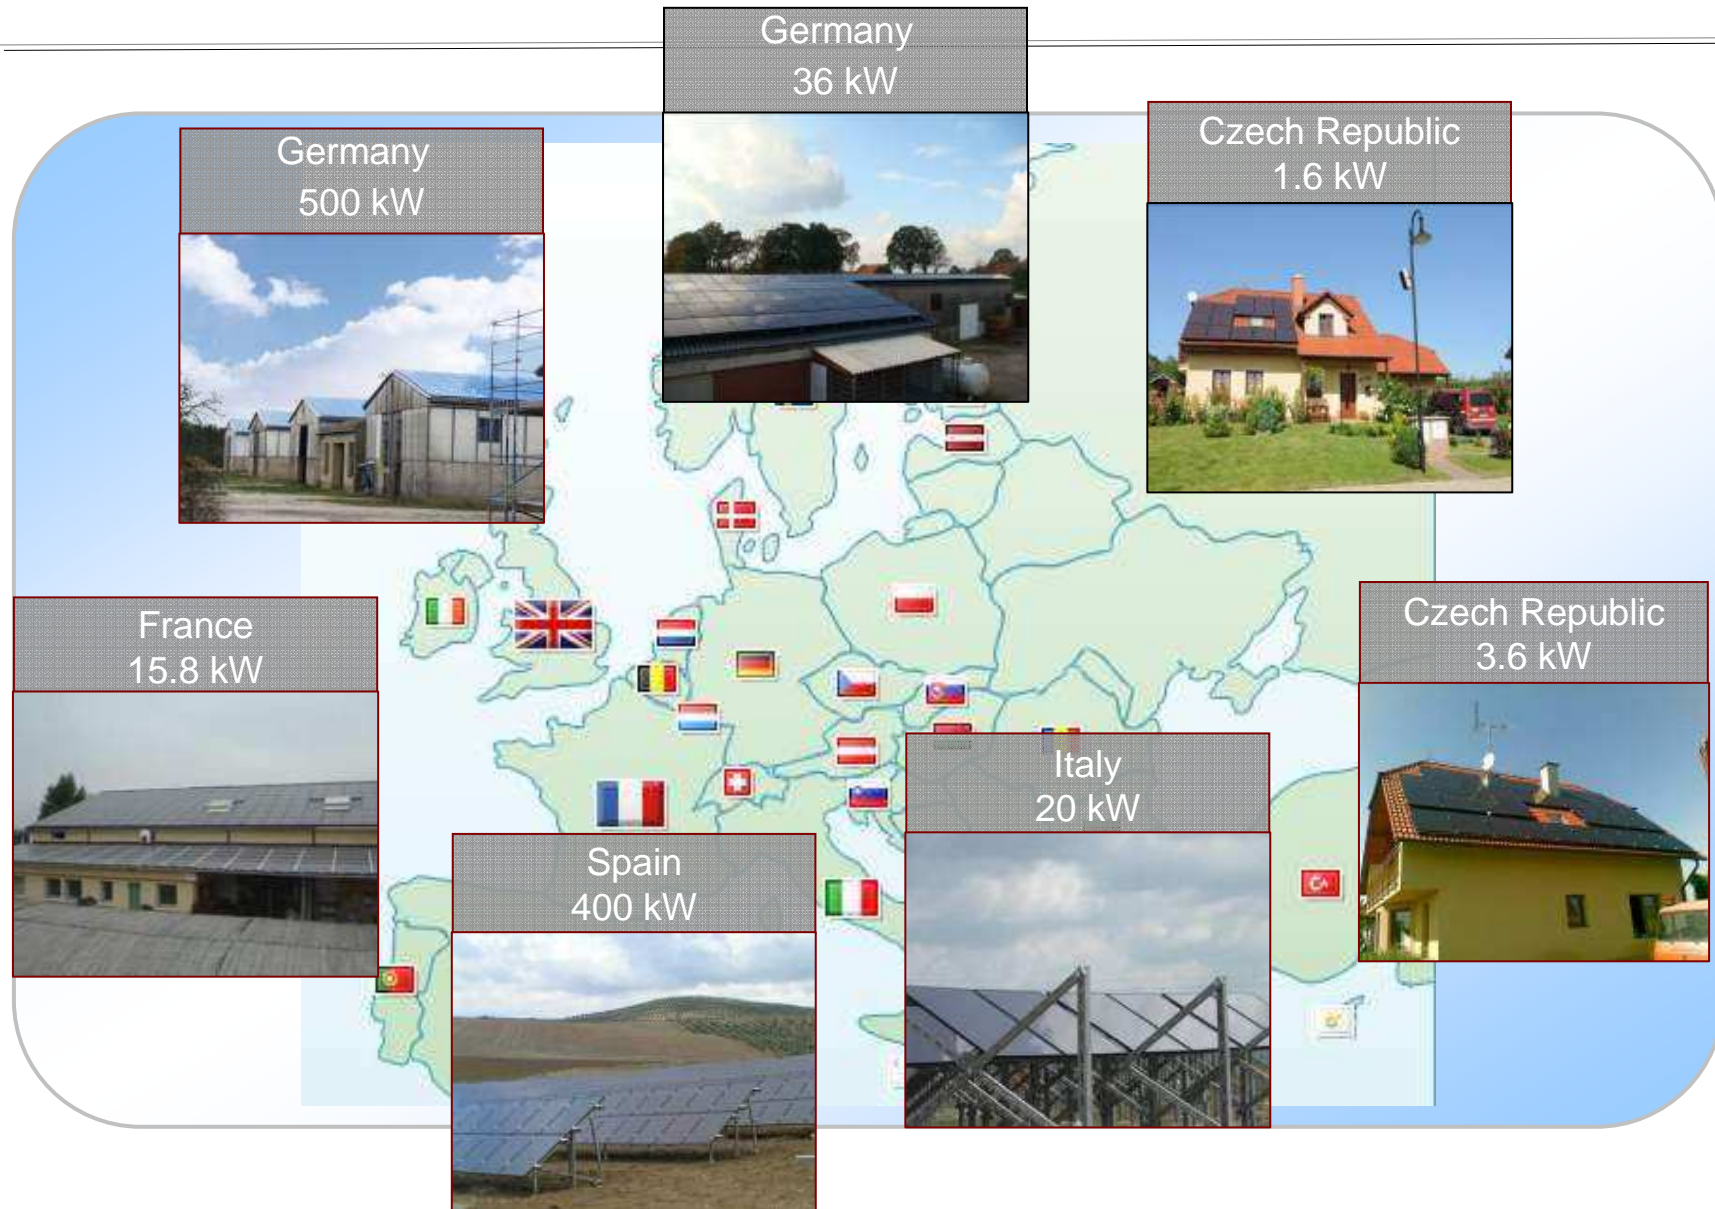 Germany
36 kW
Germany
500 kW
Czech Republic
1.6 kW
France
15.8 kW
Czech Republic
3.6 kW
Italy
20 kW
Spain
400 kW